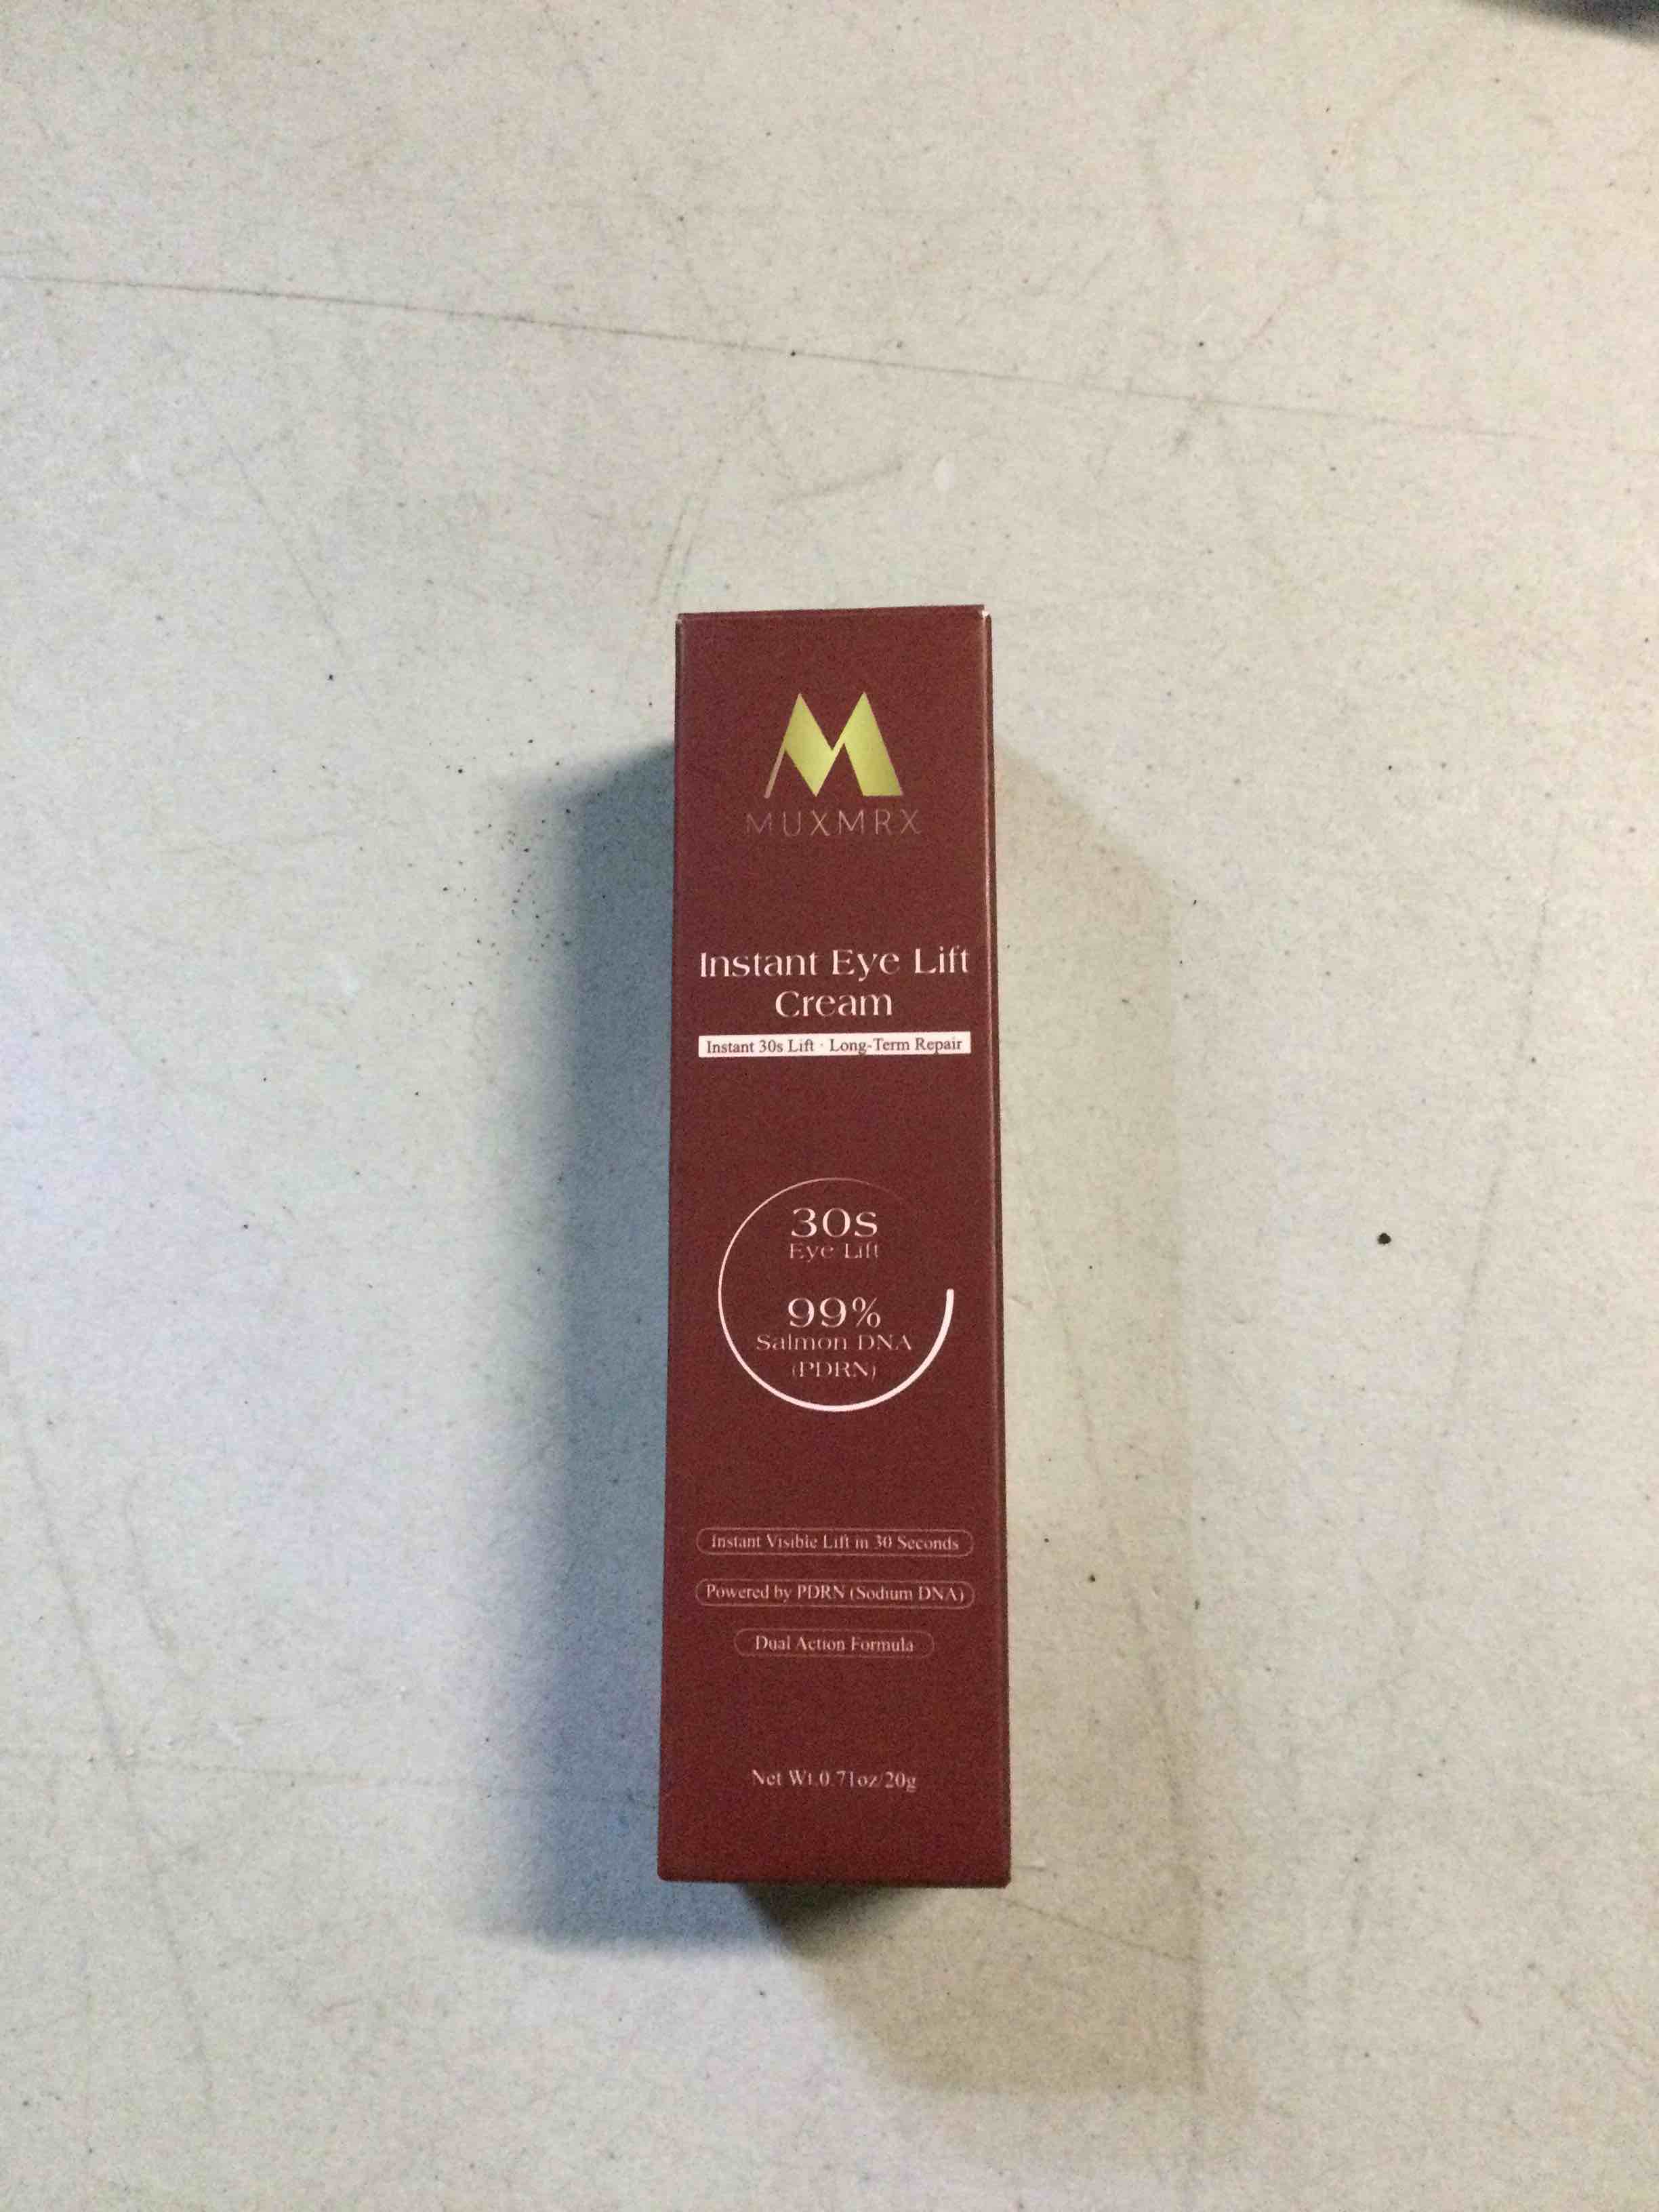 MUXMRX
Instant Eye Lift
Cream
Instant 30s Lift · Long-Term Repair
30s
Eye Lift
99%
Salmon DNA
(PDRN)
Instant Visible Lift in 30 Seconds
Powered by PDRN (Sodium DNA)
Dual Action Formula
Net Wt.0.71oz/20g